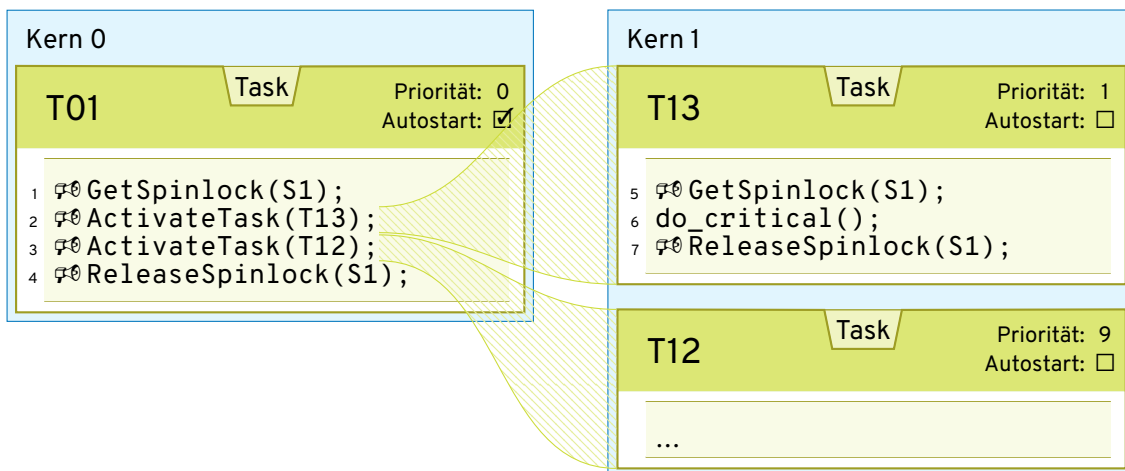 Kern 0
Task
T01
Priorität: 0
Autostart: ☑
1 GetSpinlock(S1);
2 ActivateTask(T13);
3 ActivateTask(T12);
4 ReleaseSpinlock(S1);
Kern 1
Task
T13
Priorität: 1
Autostart: ☐
5 GetSpinlock(S1);
6 do_critical();
7 ReleaseSpinlock(S1);
Task
T12
Priorität: 9
Autostart: ☐
...